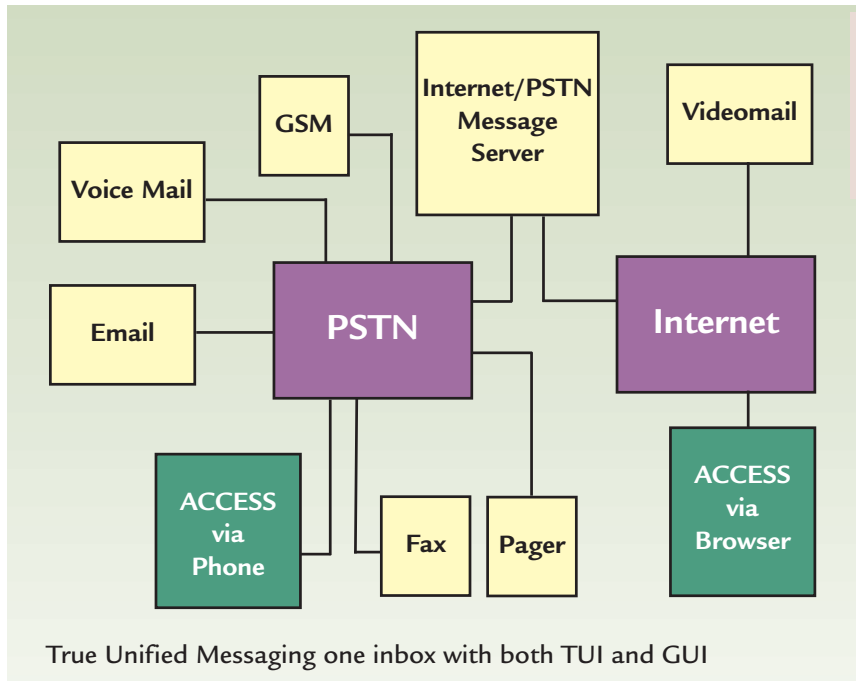 GSM
Internet/PSTN
Message
Server
Videomail
Voice Mail
Email
PSTN
Internet
ACCESS
via
Phone
Fax
Pager
ACCESS
via
Browser
True Unified Messaging one inbox with both TUI and GUI